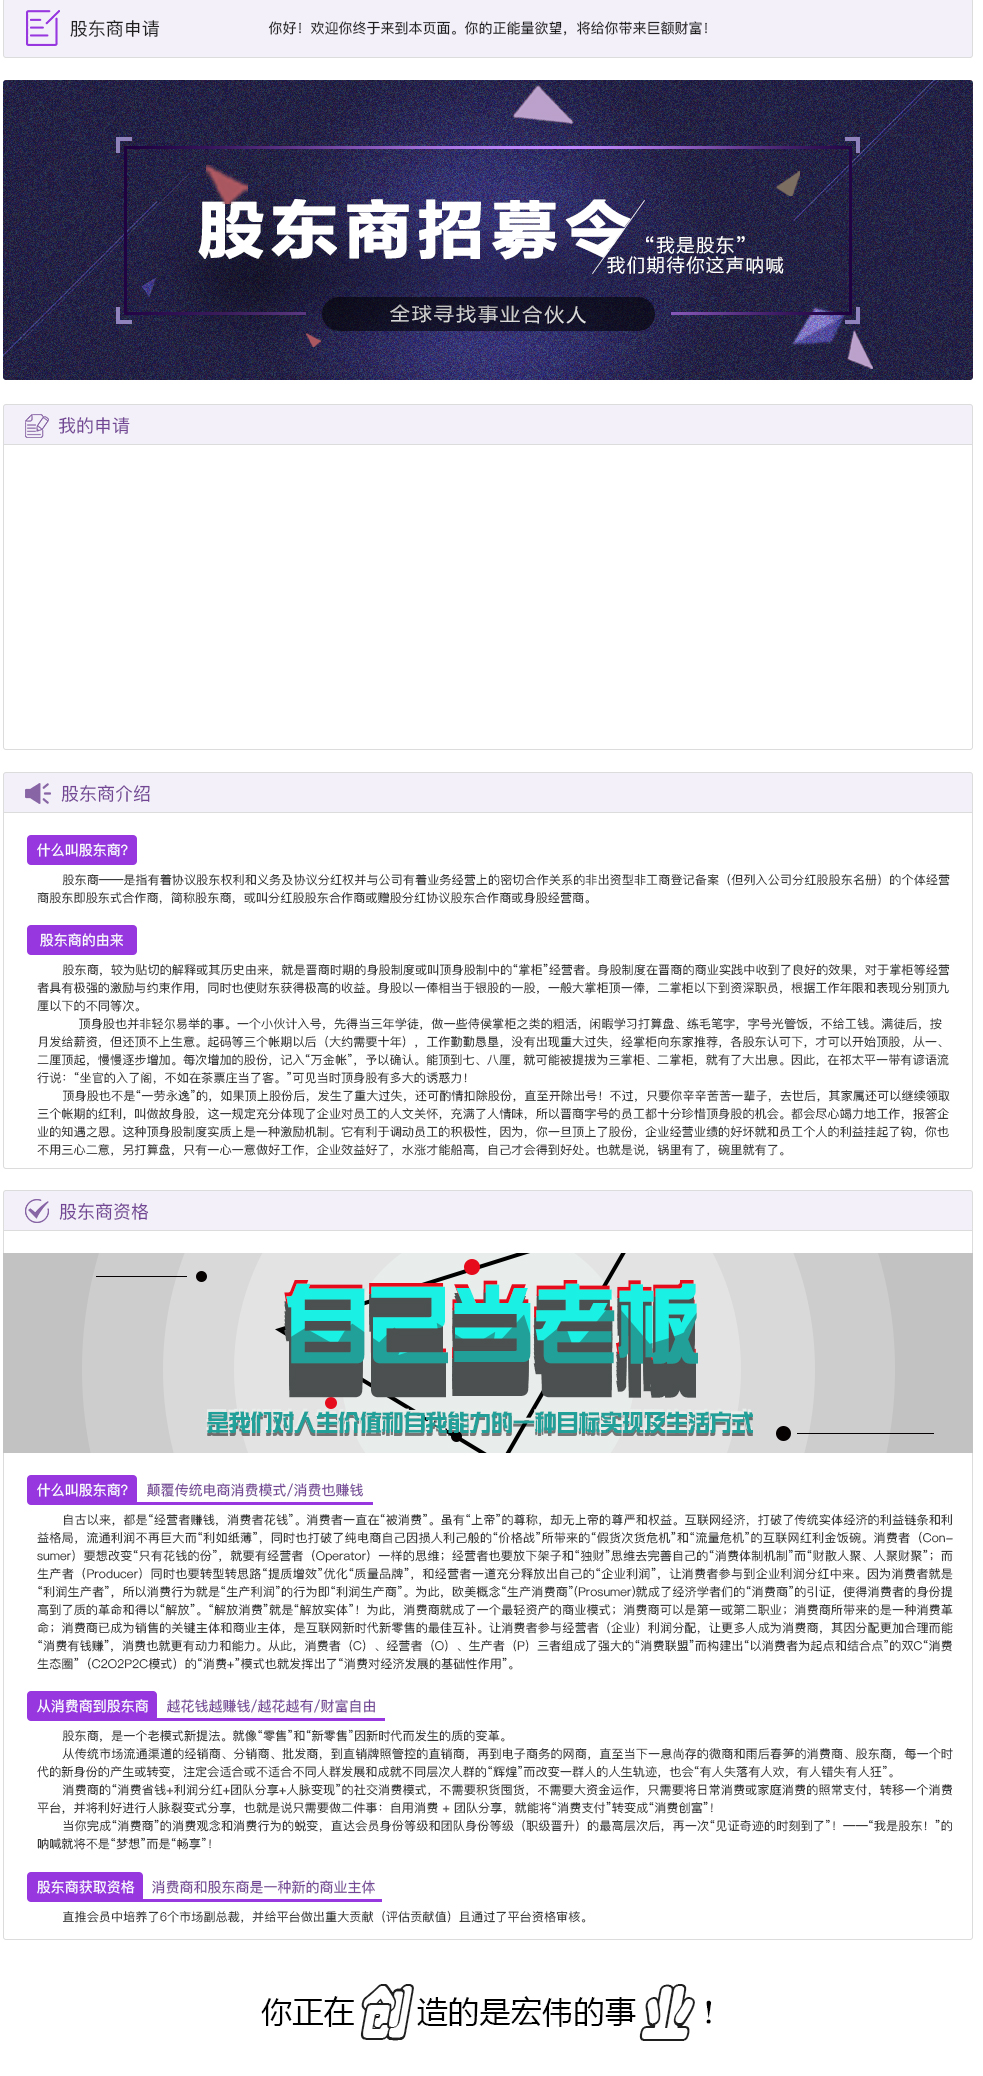 股东商申请
你好！欢迎你终于来到本页面。你的正能量欲望，将给你带来巨额财富！
股东商招募令
“我是股东”
我们期待你这声呐喊
全球寻找事业合伙人
我的申请
股东商介绍
什么叫股东商?
股东商——是指有着协议股东权利和义务及协议分红权并与公司有着业务经营上的密切合作关系的非出资型非工商登记备案（但列入公司分红股股东名册）的个体经营
商股东即股东式合作商，简称股东商，或叫分红股股东合作商或赠股分红协议股东合作商或身股经营商。
股东商的由来
股东商，较为贴切的解释或其历史由来，就是晋商时期的身股制度或叫顶身股制中的“掌柜”经营者。身股制度在晋商的商业实践中收到了良好的效果，对于掌柜等经营
者具有极强的激励与约束作用，同时也使财东获得极高的收益。身股以一俸相当于银股的一股，一般大掌柜顶一俸，二掌柜以下到资深职员，根据工作年限和表现分别顶九
厘以下的不同等次。
顶身股也并非轻尔易举的事。一个小伙计入号，先得当三年学徒，做一些侍侯掌柜之类的粗活，闲暇学习打算盘、练毛笔字，字号光管饭，不给工钱。满徒后，按
月发给薪资，但还顶不上生意。起码等三个帐期以后（大约需要十年），工作勤勤恳垦，没有出现重大过失，经掌柜向东家推荐，各股东认可下，才可以开始顶股，从一、
二厘顶起，慢慢逐步增加。每次增加的股份，记入“万金帐”，予以确认。能顶到七、八厘，就可能被提拔为三掌柜、二掌柜，就有了大出息。因此，在祁太平一带有谚语流
行说：“坐官的入了阁，不如在茶票庄当了客。”可见当时顶身股有多大的诱惑力！
顶身股也不是“一劳永逸”的，如果顶上股份后，发生了重大过失，还可酌情扣除股份，直至开除出号！不过，只要你辛辛苦苦一辈子，去世后，其家属还可以继续领取
三个帐期的红利，叫做故身股，这一规定充分体现了企业对员工的人文关怀，充满了人情味，所以晋商字号的员工都十分珍惜顶身股的机会。都会尽竭力地工作，报答企
业的知遇之恩。这种顶身股制度实质上是一种激励机制。它有利于调动员工的积极性，因为，你一旦顶上了股份，企业经营业绩的好坏就和员工个人的利益挂起了钩，你也
不用三心二意，另打算盘，只有一心一意做好工作，企业效益好了，水涨才能船高，自己才会得到好处。也就是说，锅里有了，碗里就有了。
股东商资格
自己当老板
是我们对人生价值和自我能力的一种目标实现及生活方式
什么叫股东商? 颠覆传统电商消费模式/消费也赚钱
自古以来，都是“经营者赚钱，消费者花钱”。消费者一直在“被消费”。虽有“上帝”的尊称，却无上帝的尊严和权益。互联网经济，打破了传统实体经济的利益链条和利
益格局，流通利润不再巨大而“利如纸薄”，同时也打破了纯电商自己因损人利己般的“价格战”所带来的“假货次货危机”和“流量危机”的互联网红利金饭碗。消费者（Con-
sumer）要想改变“只有花钱的份”，就要有经营者（Operator）一样的思维；经营者也要放下架子和“独财”思维去完善自己的“消费体制机制”而“财散人聚、人聚财聚”；而
生产者（Producer）同时也要转型转思路“提质增效”优化“质量品牌”，和经营者一道充分释放出自己的“企业利润”，让消费者参与到企业利润分红中来。因为消费者就是
“利润生产者”，所以消费行为就是“生产利润”的行为即“利润生产商”。为此，欧美概念“生产消费商”(Prosumer)就成了经济学者们的“消费商”的引证，使得消费者的身份提
高到了质的革命和得以“解放”。“解放消费”就是“解放实体”！为此，消费商就成了一个最轻资产的商业模式；消费商可以是第一或第二职业；消费商所带来的是一种消费革
命；消费商已成为销售的关键主体和商业主体，是互联网新时代新零售的最佳互补。让消费者参与经营者（企业）利润分配，让更多人成为消费商，其因分配更加合理而能
“消费有钱赚”，消费也就更有动力和能力。从此，消费者（C）、经营者（O）、生产者（P）三者组成了强大的“消费联盟”而构建出“以消费者为起点和结合点”的双C“消费
生态圈”（C2O2P2C模式）的“消费+”模式也就发挥出了“消费对经济发展的基础性作用”。
从消费商到股东商 越花钱越赚钱/越花越有/财富自由
股东商，是一个老模式新提法。就像“零售”和“新零售”因新时代而发生的质的变革。
从传统市场流通渠道的经销商、分销商、批发商，到直销牌照管控的直销商，再到电子商务的网商，直至当下一息尚存的微商和雨后春笋的消费商、股东商，每一个时
代的新身份的产生或转变，注定会适合或不适合不同人群发展和成就不同层次人群的“辉煌”而改变一群人的人生轨迹，也会“有人失落有人欢，有人错失有人狂”。
消费商的“消费省钱+利润分红+团队分享+人脉变现”的社交消费模式，不需要积货囤货，不需要大资金运作，只需要将日常消费或家庭消费的照常支付，转移一个消费
平台，并将利好进行人脉裂变式分享，也就是说只需要做二件事：自用消费 + 团队分享，就能将“消费支付”转变成“消费创富”！
当你完成“消费商”的消费观念和消费行为的蜕变，直达会员身份等级和团队身份等级（职级晋升）的最高层次后，再一次“见证奇迹的时刻到了”！——“我是股东！”的
呐喊就将不是“梦想”而是“畅享”！
股东商获取资格 消费商和股东商是一种新的商业主体
直推会员中培养了6个市场副总裁，并给平台做出重大贡献（评估贡献值）且通过了平台资格审核。
你正在创造的是宏伟的事业！